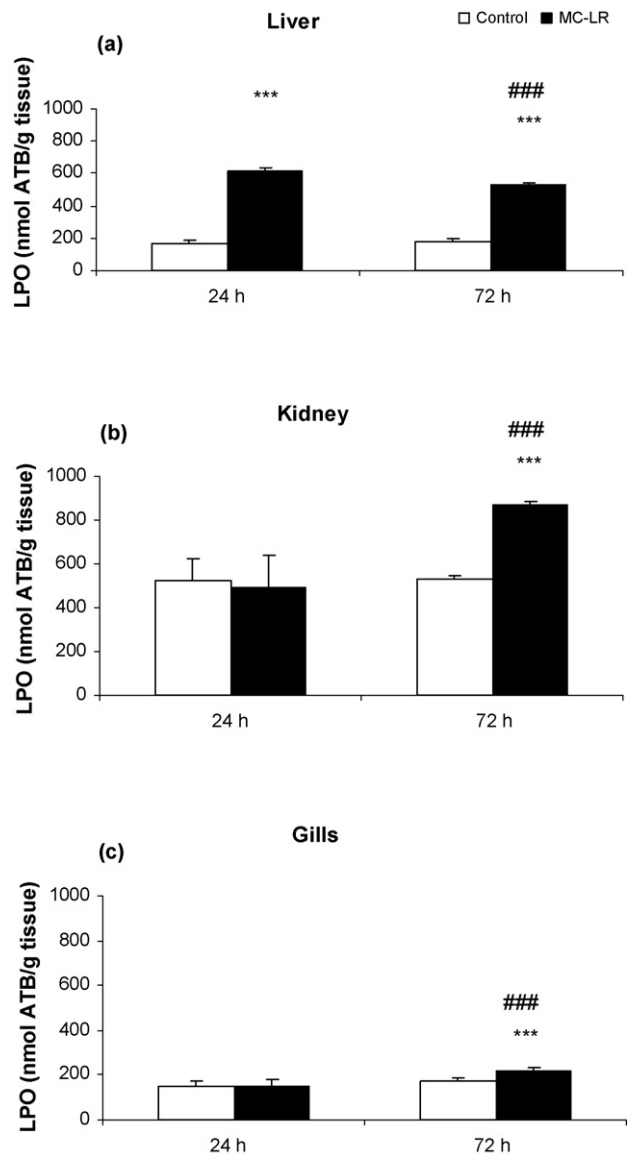 Liver
Control MC-LR
(a)
###
*** ***
LPO (nmol ATB/g tissue)
1000
800
600
400
200
0
24 h 72 h
Kidney
(b)
###
***
LPO (nmol ATB/g tissue)
1000
800
600
400
200
0
24 h 72 h
Gills
(c)
###
***
LPO (nmol ATB/g tissue)
1000
800
600
400
200
0
24 h 72 h